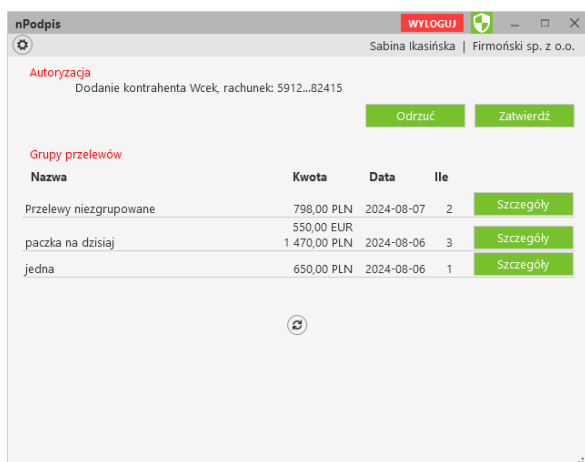 nPodpis WYLOGUJ
Sabina Ikasińska | Firmoński sp. z o.o.
Autoryzacja
Dodanie kontrahenta Wcek, rachunek: 5912...82415
Odrzuć Zatwierdź
Grupy przelewów
Nazwa Kwota Data Ile
Przelewy niezgrupowane 798,00 PLN 2024-08-07 2 Szczegóły
550,00 EUR
paczka na dzisiaj 1 470,00 PLN 2024-08-06 3 Szczegóły
jedna 650,00 PLN 2024-08-06 1 Szczegóły